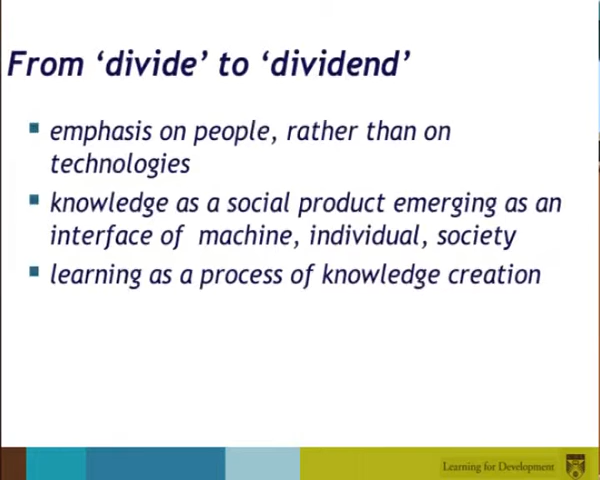 From ‘divide’ to ‘dividend’
emphasis on people, rather than on
technologies
knowledge as a social product emerging as an
interface of machine, individual, society
learning as a process of knowledge creation
Learning for Development